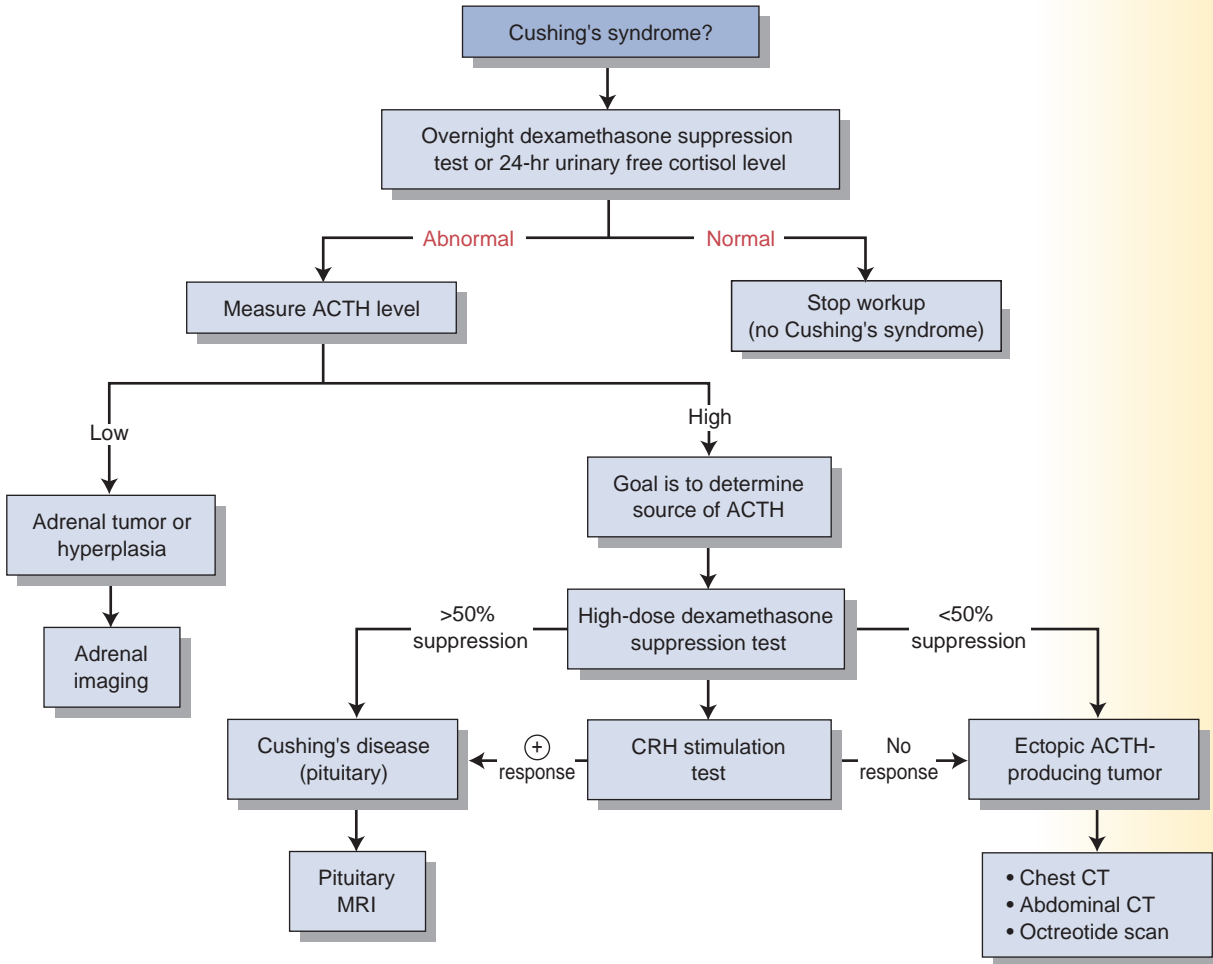 Cushing's syndrome?
Overnight dexamethasone suppression
test or 24-hr urinary free cortisol level
Abnormal
Normal
Measure ACTH level
Stop workup
(no Cushing's syndrome)
Low
High
Adrenal tumor or
hyperplasia
Goal is to determine
source of ACTH
Adrenal
imaging
>50%
suppression
High-dose dexamethasone
suppression test
<50%
suppression
Cushing's disease
(pituitary)
+
response
CRH stimulation
test
No
response
Ectopic ACTH-
producing tumor
Pituitary
MRI
• Chest CT
• Abdominal CT
• Octreotide scan